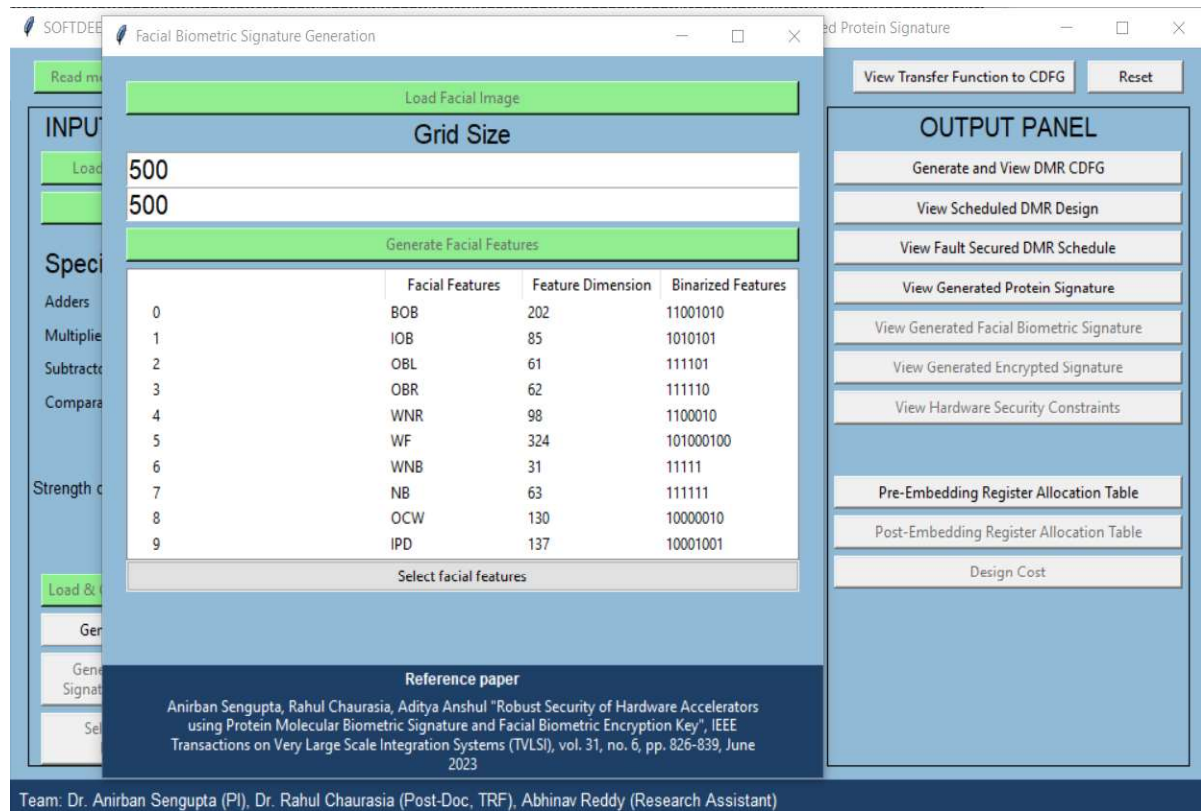 SOFTDEE
Facial Biometric Signature Generation
ed Protein Signature
Read me
View Transfer Function to CDFG
Reset
INPU
Load
Speci
Adders
Multiplie
Subtracto
Compara
Strength o
Load &
Gen
Gene
Signat
Sel
Load Facial Image
Grid Size
500
500
Generate Facial Features
Facial Features Feature Dimension Binarized Features
0 BOB 202 11001010
1 IOB 85 1010101
2 OBL 61 111101
3 OBR 62 111110
4 WNR 98 1100010
5 WF 324 101000100
6 WNB 31 11111
7 NB 63 111111
8 OCW 130 10000010
9 IPD 137 10001001
Select facial features
Reference paper
Anirban Sengupta, Rahul Chaurasia, Aditya Anshul "Robust Security of Hardware Accelerators
using Protein Molecular Biometric Signature and Facial Biometric Encryption Key", IEEE
Transactions on Very Large Scale Integration Systems (TVLSI), vol. 31, no. 6, pp. 826-839, June
2023
OUTPUT PANEL
Generate and View DMR CDFG
View Scheduled DMR Design
View Fault Secured DMR Schedule
View Generated Protein Signature
View Generated Facial Biometric Signature
View Generated Encrypted Signature
View Hardware Security Constraints
Pre-Embedding Register Allocation Table
Post-Embedding Register Allocation Table
Design Cost
Team: Dr. Anirban Sengupta (PI), Dr. Rahul Chaurasia (Post-Doc, TRF), Abhinav Reddy (Research Assistant)